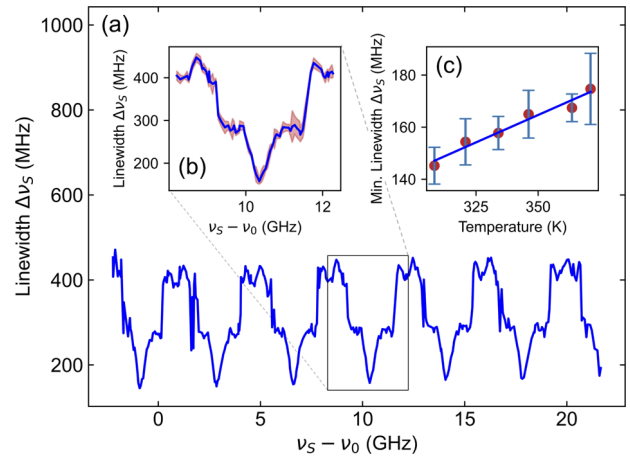 (a)
1000
800
600
400
200
Linewidth Δν_S (MHz)
0
5
10
15
20
ν_S − ν_0 (GHz)
(b)
400
300
200
Linewidth Δν_S (MHz)
10
12
ν_S − ν_0 (GHz)
(c)
180
160
140
Min. Linewidth Δν_S (MHz)
325
350
Temperature (K)